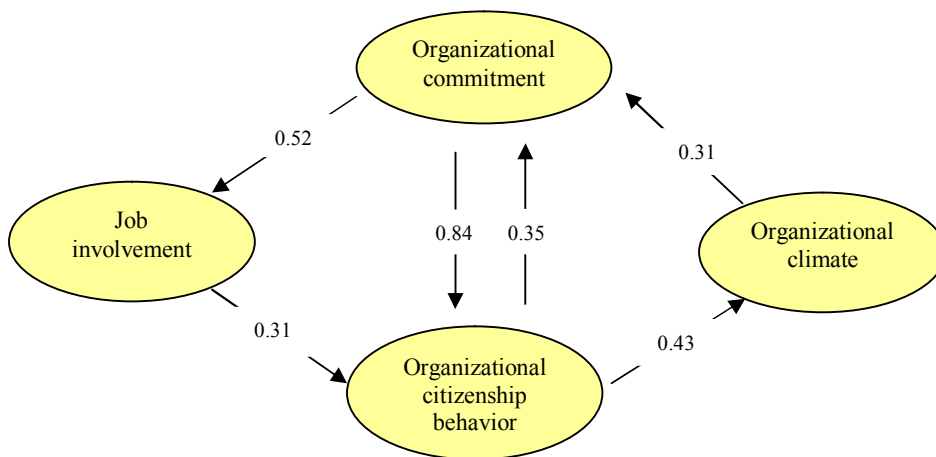 Organizational
commitment
0.52
0.31
Job
involvement
0.84
0.35
Organizational
climate
0.31
0.43
Organizational
citizenship
behavior